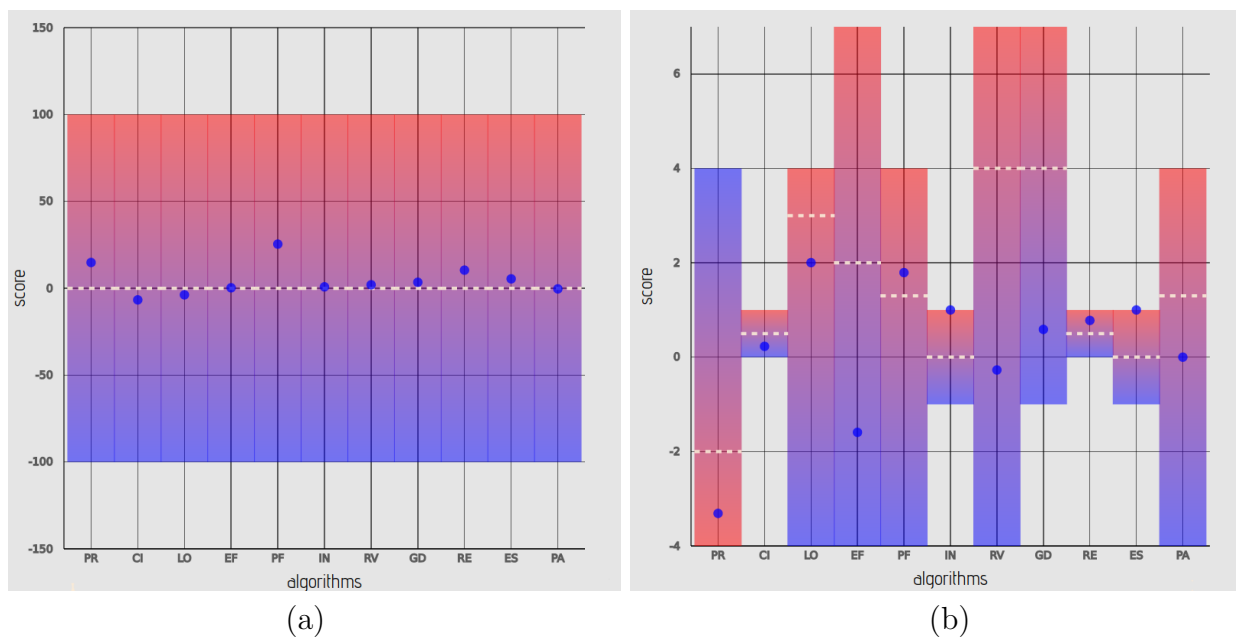 150
100
50
0
-50
-100
-150
score
PR CI LO EF PF IN RV GD RE ES PA
algorithms
(a)
6
4
2
0
-2
-4
score
PR CI LO EF PF IN RV GD RE ES PA
algorithms
(b)